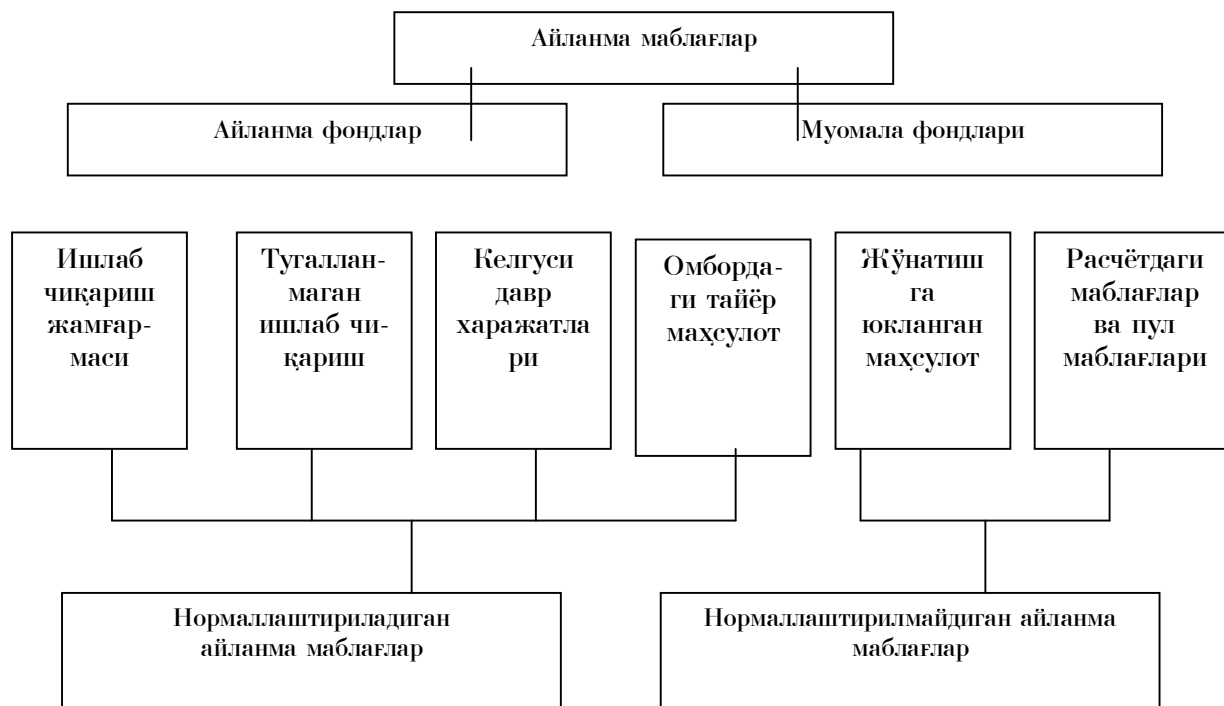 Айланма маблағлар
Айланма фондлар
Муомала фондлари
Ишлаб
чиқариш
жамғар-
маси
Тугаллан-
маган
ишлаб чи-
қариш
Келгуси
давр
харажатла
ри
Омборда-
ги тайёр
маҳсулот
Жўнатиш
га
юкланган
маҳсулот
Расчётдаги
маблағлар
ва пул
маблағлари
Нормаллаштириладиган
айланма маблағлар
Нормаллаштирилмайдиган айланма
маблағлар